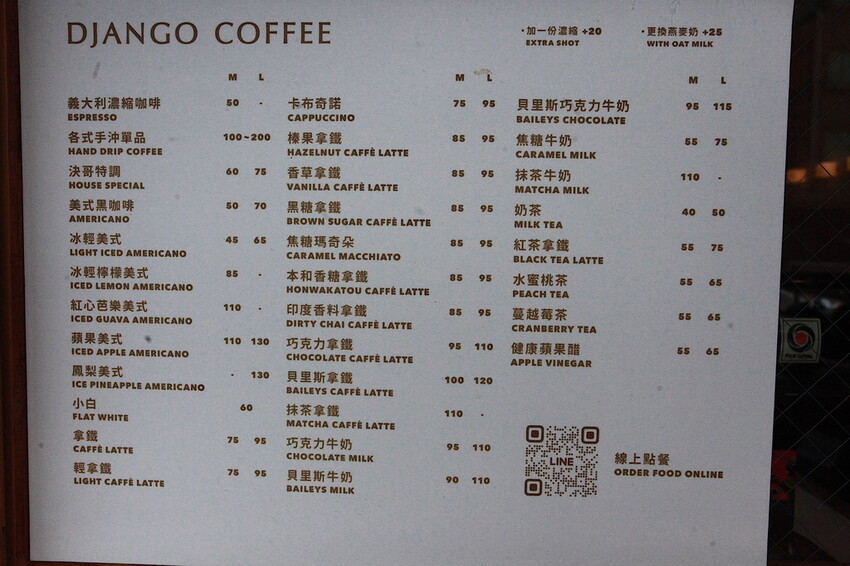 DJANGO COFFEE
·加一份濃縮 +20
EXTRA SHOT
·更換燕麥奶 +25
WITH OAT MILK
M L
義大利濃縮咖啡 50 -
ESPRESSO
各式手沖單品 100~200
HAND DRIP COFFEE
決哥特調 60 75
HOUSE SPECIAL
美式黑咖啡 50 70
AMERICANO
冰輕美式 45 65
LIGHT ICED AMERICANO
冰輕檸檬美式 85 -
ICED LEMON AMERICANO
紅心芭樂美式 110 -
ICED GUAVA AMERICANO
蘋果美式 110 130
ICED APPLE AMERICANO
鳳梨美式 - 130
ICE PINEAPPLE AMERICANO
小白 60
FLAT WHITE
拿鐵 75 95
CAFFÈ LATTE
輕拿鐵 75 95
LIGHT CAFFÈ LATTE
M L
卡布奇諾 75 95
CAPPUCCINO
榛果拿鐵 85 95
HAZELNUT CAFFÈ LATTE
香草拿鐵 85 95
VANILLA CAFFÈ LATTE
黑糖拿鐵 85 95
BROWN SUGAR CAFFÈ LATTE
焦糖瑪奇朵 85 95
CARAMEL MACCHIATO
本和香糖拿鐵 85 95
HONWAKATOU CAFFÈ LATTE
印度香料拿鐵 85 95
DIRTY CHAI CAFFÈ LATTE
巧克力拿鐵 95 110
CHOCOLATE CAFFÈ LATTE
貝里斯拿鐵 100 120
BAILEYS CAFFÈ LATTE
抹茶拿鐵 110 -
MATCHA CAFFÈ LATTE
巧克力牛奶 95 110
CHOCOLATE MILK
貝里斯牛奶 90 110
BAILEYS MILK
M L
貝里斯巧克力牛奶 95 115
BAILEYS CHOCOLATE
焦糖牛奶 55 75
CARAMEL MILK
抹茶牛奶 110 -
MATCHA MILK
奶茶 40 50
MILK TEA
紅茶拿鐵 55 75
BLACK TEA LATTE
水蜜桃茶 55 65
PEACH TEA
蔓越莓茶 55 65
CRANBERRY TEA
健康蘋果醋 55 65
APPLE VINEGAR
LINE
線上點餐
ORDER FOOD ONLINE